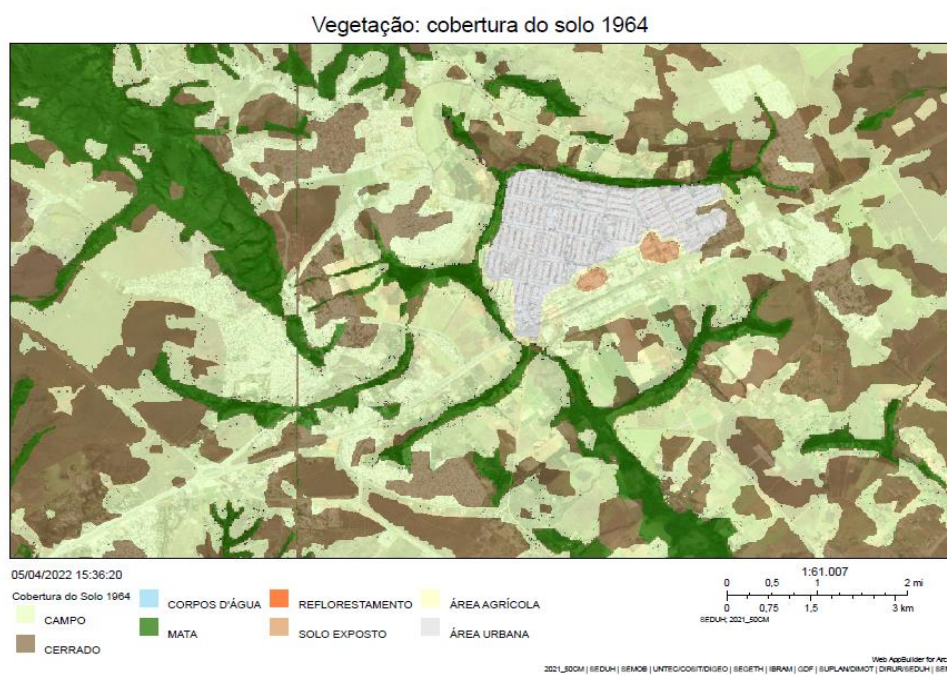 Vegetação: cobertura do solo 1964
05/04/2022 15:36:20
Cobertura do Solo 1964
CAMPO
CERRADO
CORPOS D'ÁGUA
MATA
REFLORESTAMENTO
SOLO EXPOSTO
ÁREA AGRÍCOLA
ÁREA URBANA
1:61.007
0 0,5 1 2 mi
0 0,75 1,5 3 km
SEDUH; 2021_50CM
Web AppBuilder for Arc
2021_50CM | SEDUH | SEMOB | UNTEC/COSIT/DIGEO | SEGETH | IBRAM | GDF | SUPLAN/DIMOT | DIRUR/SEDUH | SEM